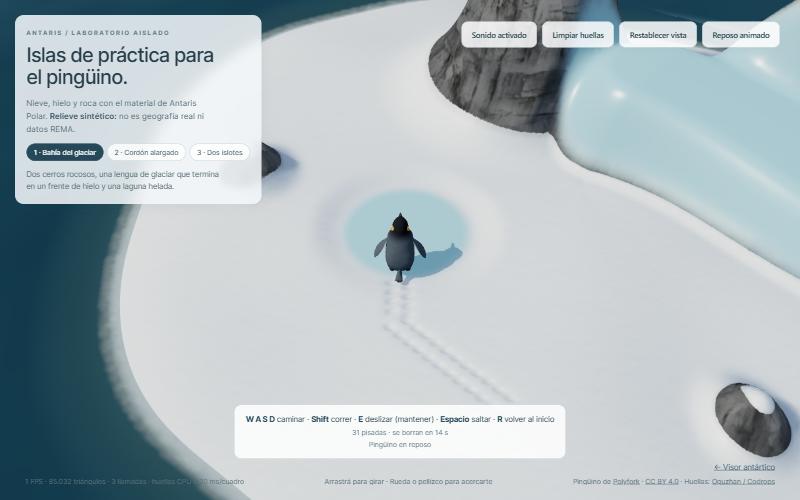 ANTARIS / LABORATORIO AISLADO
Islas de práctica para
el pingüino.
Nieve, hielo y roca con el material de Antaris
Polar. Relieve sintético: no es geografía real ni
datos REMA.
1 · Bahía del glaciar
2 · Cordón alargado
3 · Dos islotes
Dos cerros rocosos, una lengua de glaciar que termina
en un frente de hielo y una laguna helada.
Sonido activado
Limpiar huellas
Restablecer vista
Reposo animado
W A S D caminar · Shift correr · E deslizar (mantener) · Espacio saltar · R volver al inicio
31 pisadas · se borran en 14 s
Pingüino en reposo
← Visor antártico
1 FPS · 85.032 triángulos · 3 llamadas · huellas CPU ms/cuadro
Arrastrá para girar · Rueda o pellizco para acercarte
Pingüino de Polyfork · CC BY 4.0 · Huellas: Oguzhan / Codrops